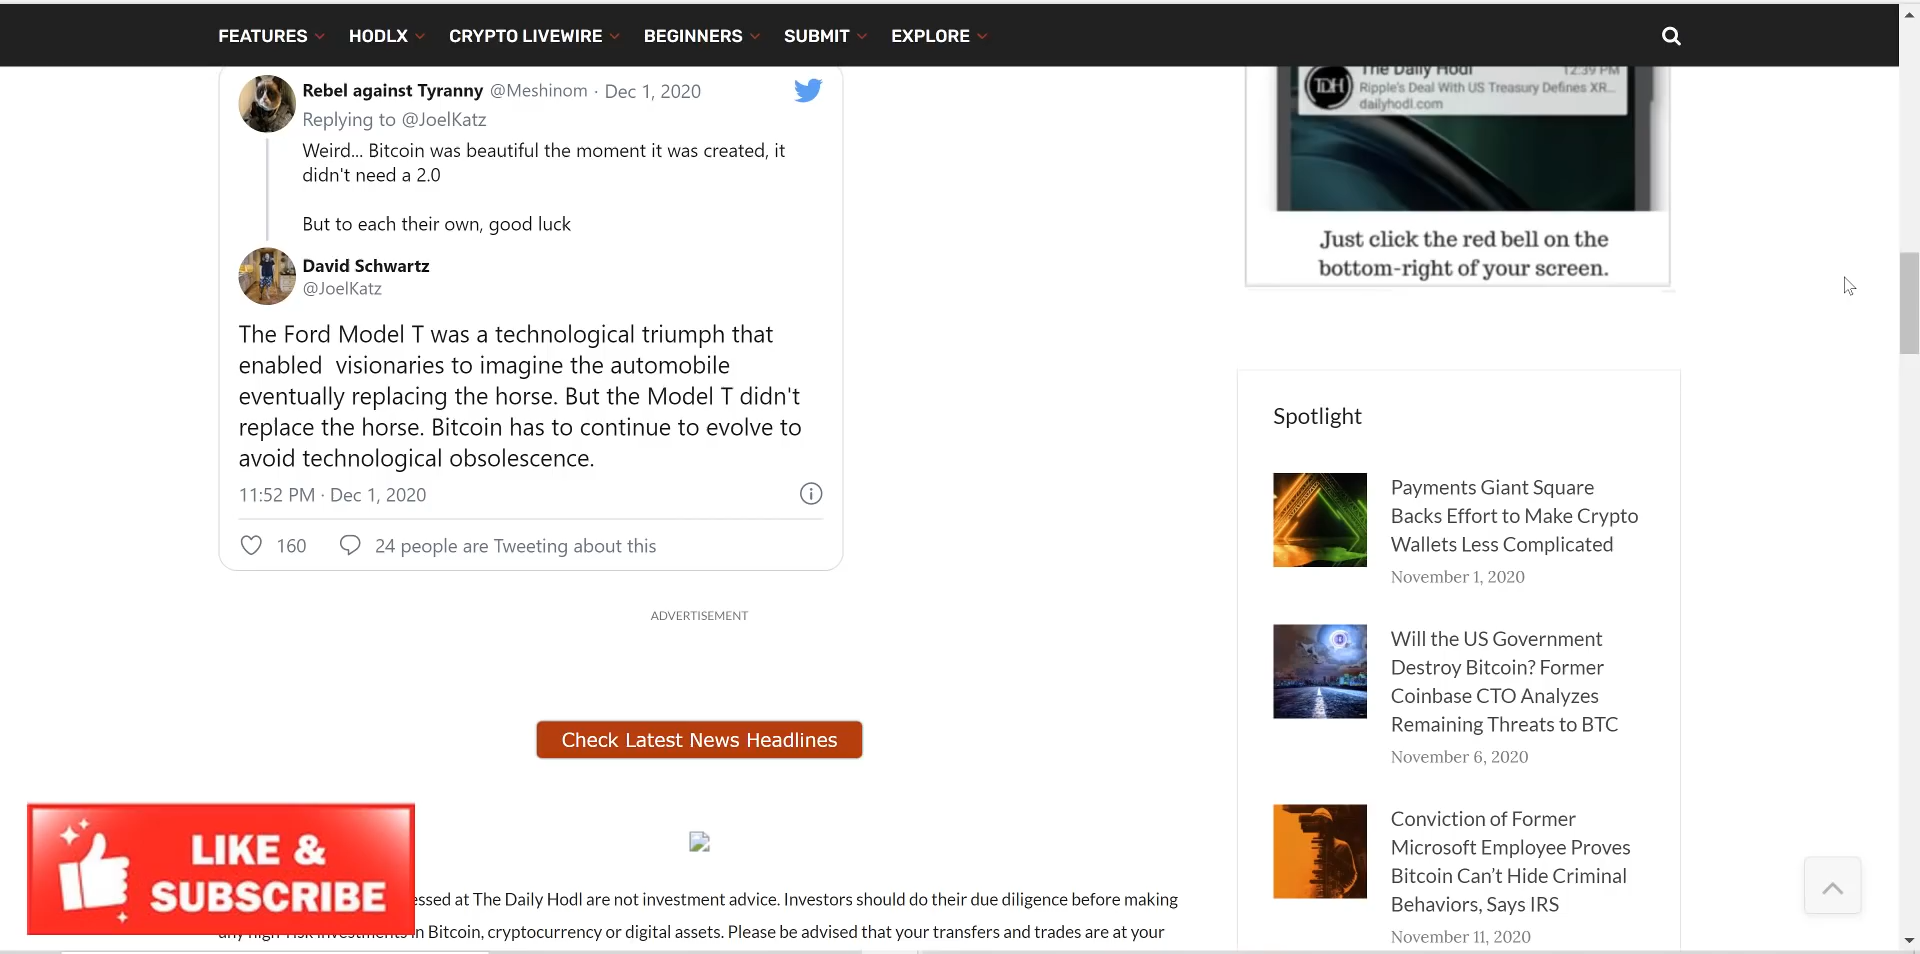 FEATURES HODLX CRYPTO LIVEWIRE BEGINNERS SUBMIT EXPLORE
Rebel against Tyranny @Meshinom · Dec 1, 2020
Replying to @JoelKatz
Weird... Bitcoin was beautiful the moment it was created, it
didn't need a 2.0
But to each their own, good luck
David Schwartz
@JoelKatz
The Ford Model T was a technological triumph that
enabled  visionaries to imagine the automobile
eventually replacing the horse. But the Model T didn't
replace the horse. Bitcoin has to continue to evolve to
avoid technological obsolescence.
11:52 PM · Dec 1, 2020
160 24 people are Tweeting about this
ADVERTISEMENT
Check Latest News Headlines
LIKE &
SUBSCRIBE
essed at The Daily Hodl are not investment advice. Investors should do their due diligence before making
any high-risk investments in Bitcoin, cryptocurrency or digital assets. Please be advised that your transfers and trades are at your
The Daily Hodl 12:39 PM
TDH
Ripple's Deal With US Treasury Defines XR...
dailyhodl.com
Just click the red bell on the
bottom-right of your screen.
Spotlight
Payments Giant Square
Backs Effort to Make Crypto
Wallets Less Complicated
November 1, 2020
Will the US Government
Destroy Bitcoin? Former
Coinbase CTO Analyzes
Remaining Threats to BTC
November 6, 2020
Conviction of Former
Microsoft Employee Proves
Bitcoin Can't Hide Criminal
Behaviors, Says IRS
November 11, 2020